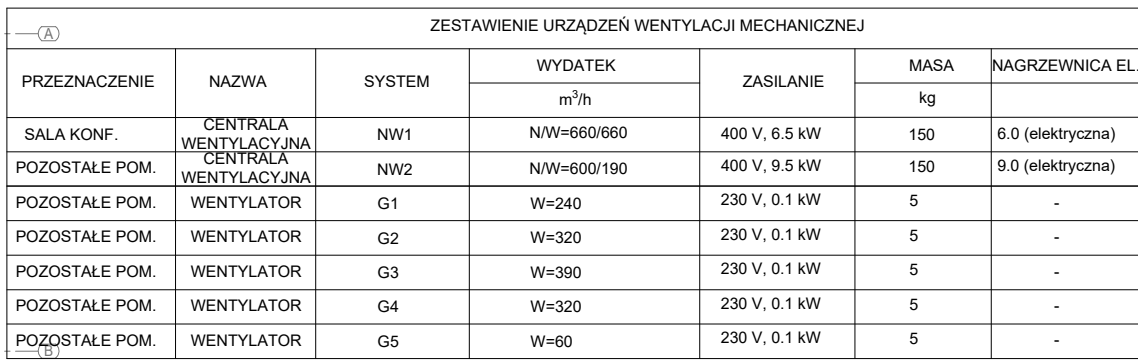 ZESTAWIENIE URZĄDZEŃ WENTYLACJI MECHANICZNEJ
A
PRZEZNACZENIE NAZWA SYSTEM WYDATEK m³/h ZASILANIE MASA kg NAGRZEWNICA EL.
SALA KONF. CENTRALA WENTYLACYJNA NW1 N/W=660/660 400 V, 6.5 kW 150 6.0 (elektryczna)
POZOSTAŁE POM. CENTRALA WENTYLACYJNA NW2 N/W=600/190 400 V, 9.5 kW 150 9.0 (elektryczna)
POZOSTAŁE POM. WENTYLATOR G1 W=240 230 V, 0.1 kW 5 -
POZOSTAŁE POM. WENTYLATOR G2 W=320 230 V, 0.1 kW 5 -
POZOSTAŁE POM. WENTYLATOR G3 W=390 230 V, 0.1 kW 5 -
POZOSTAŁE POM. WENTYLATOR G4 W=320 230 V, 0.1 kW 5 -
POZOSTAŁE POM. WENTYLATOR G5 W=60 230 V, 0.1 kW 5 -
B